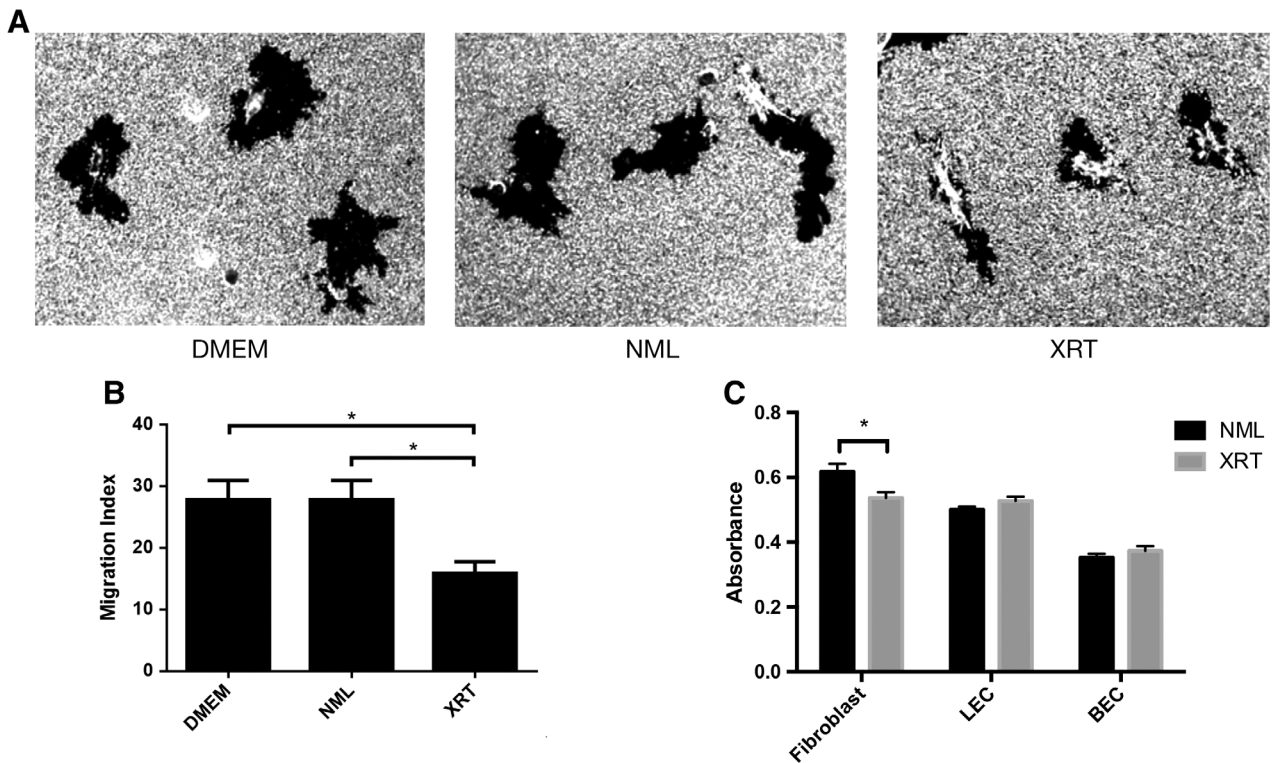 A
DMEM
NML
XRT
B
Migration Index
40
30
20
10
0
*
*
DMEM
NML
XRT
C
Absorbance
0.8
0.6
0.4
0.2
0.0
*
NML
XRT
Fibroblast
LEC
BEC